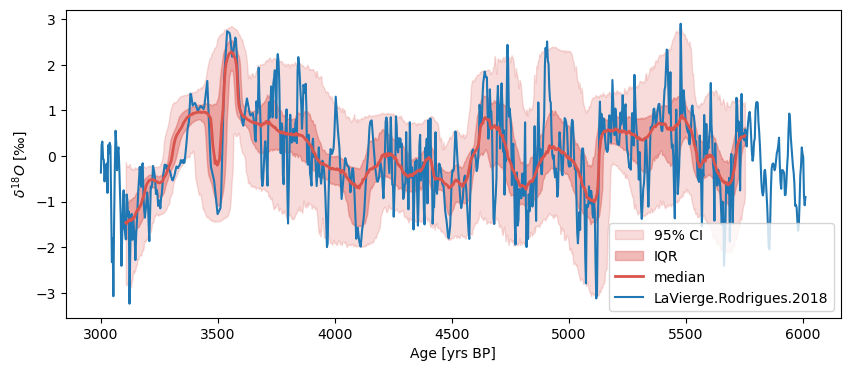 3
2
1
0
−1
−2
−3
δ¹⁸O [‰]
3000 3500 4000 4500 5000 5500 6000
Age [yrs BP]
95% CI
IQR
median
LaVierge.Rodrigues.2018